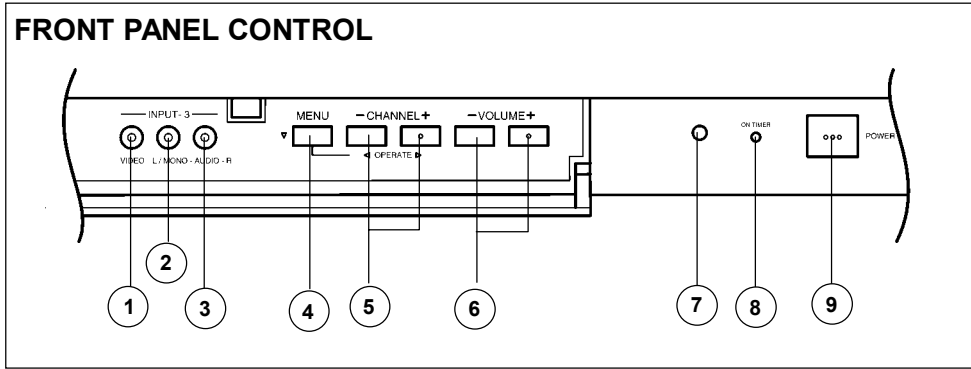 FRONT PANEL CONTROL
INPUT- 3
MENU
−CHANNEL+
−VOLUME+
ON TIMER
POWER
VIDEO L / MONO - AUDIO - R
OPERATE
1
2
3
4
5
6
7
8
9